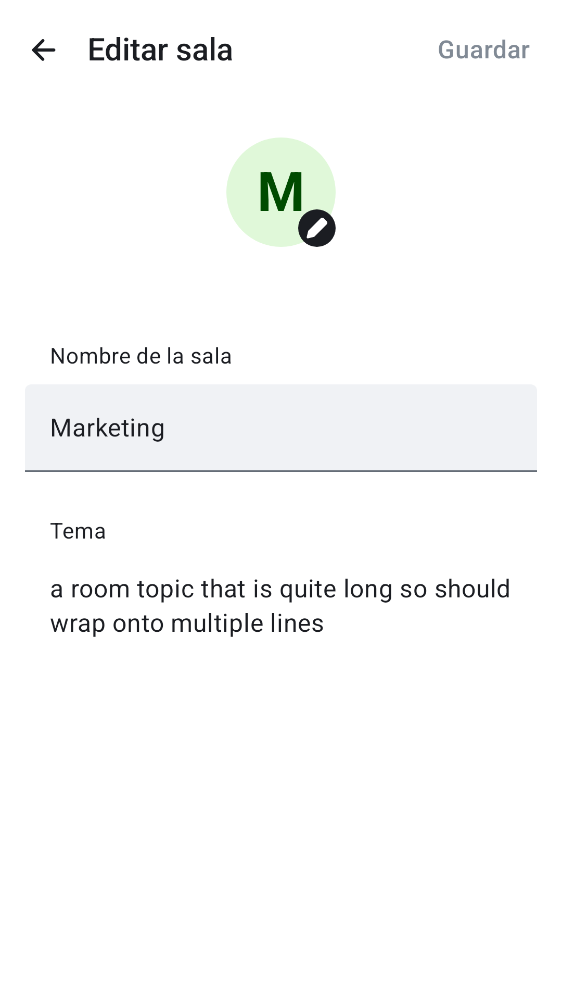 Editar sala
Guardar
M
Nombre de la sala
Marketing
Tema
a room topic that is quite long so should
wrap onto multiple lines